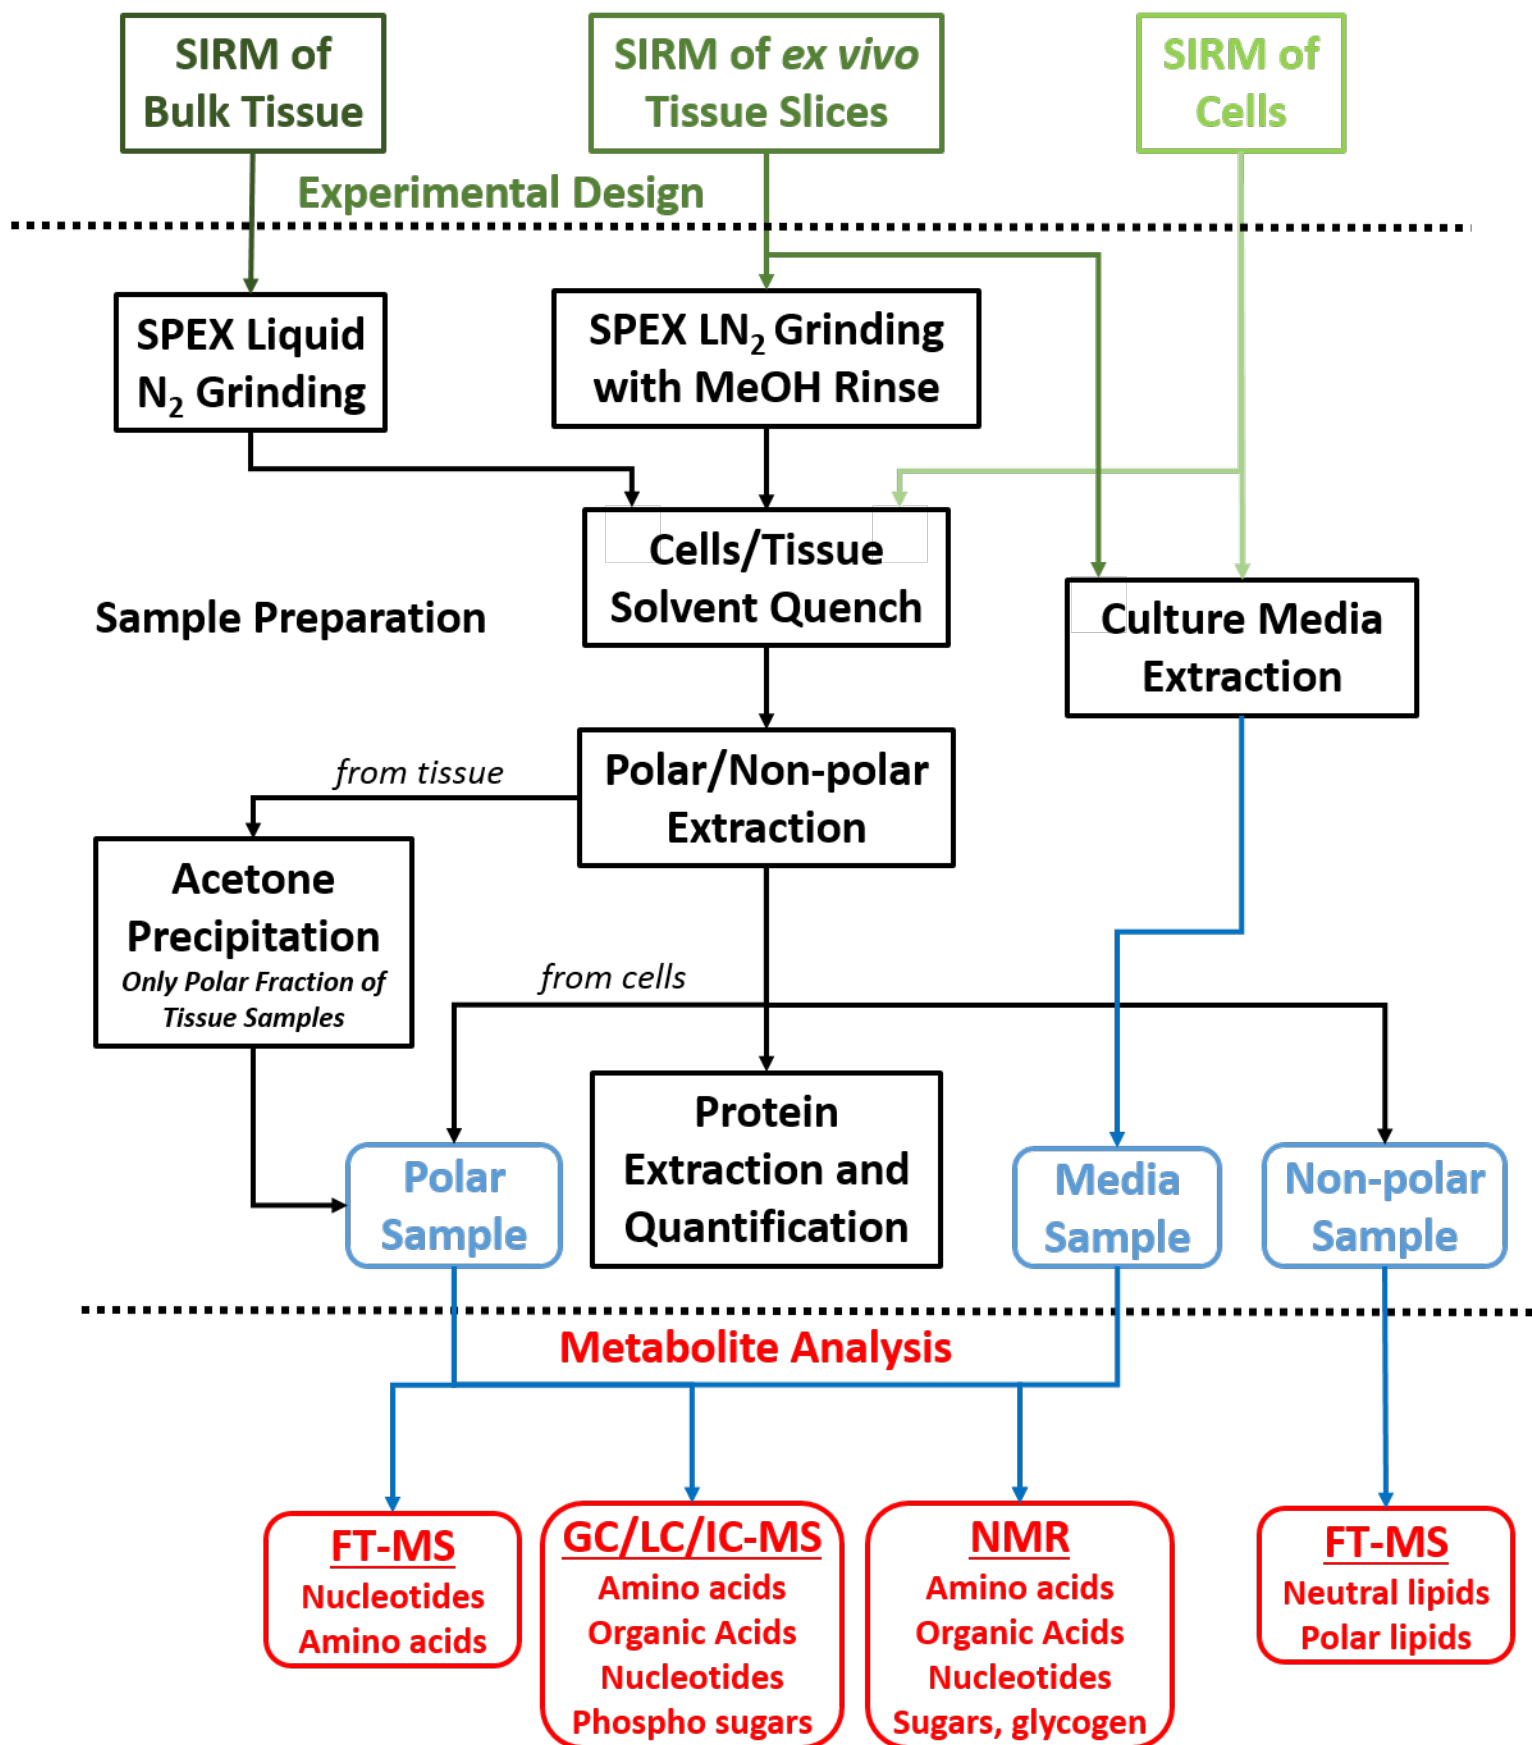 SIRM of
Bulk Tissue
SIRM of ex vivo
Tissue Slices
SIRM of
Cells
Experimental Design
SPEX Liquid
N₂ Grinding
SPEX LN₂ Grinding
with MeOH Rinse
Cells/Tissue
Solvent Quench
Sample Preparation
Culture Media
Extraction
Polar/Non-polar
Extraction
from tissue
Acetone
Precipitation
Only Polar Fraction of
Tissue Samples
from cells
Protein
Extraction and
Quantification
Polar
Sample
Media
Sample
Non-polar
Sample
Metabolite Analysis
FT-MS
Nucleotides
Amino acids
GC/LC/IC-MS
Amino acids
Organic Acids
Nucleotides
Phospho sugars
NMR
Amino acids
Organic Acids
Nucleotides
Sugars, glycogen
FT-MS
Neutral lipids
Polar lipids